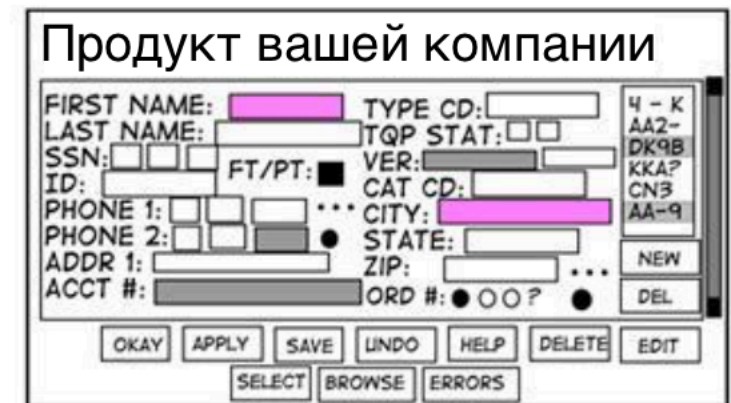 Продукт вашей компании
FIRST NAME:
LAST NAME:
SSN:
FT/PT:
ID:
PHONE 1: ...
PHONE 2:
ADDR 1:
ACCT #:
TYPE CD:
TQP STAT:
VER:
CAT CD:
CITY:
STATE:
ZIP: ...
ORD #: ?
4 - K
AA2-
DK9B
KKA?
CN3
AA-9
NEW
DEL
OKAY APPLY SAVE UNDO HELP DELETE EDIT
SELECT BROWSE ERRORS